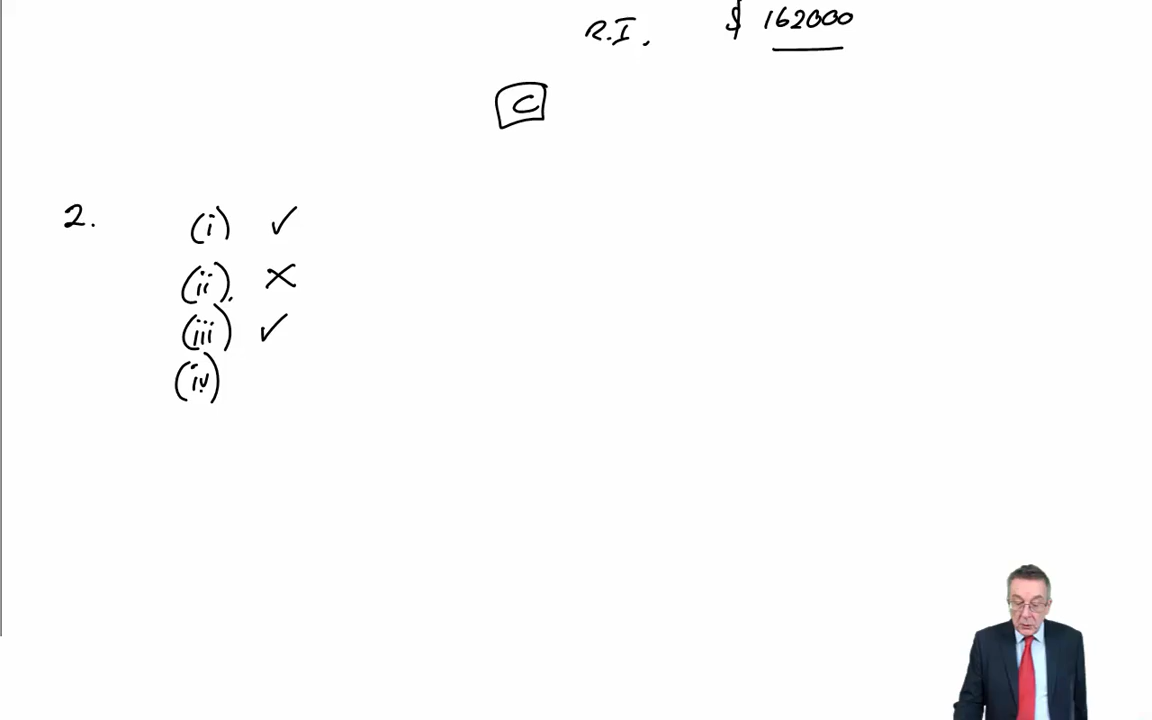 R.I. $ 162000
C
2. (i) ✓
(ii). ✗
(iii) ✓
(iv)